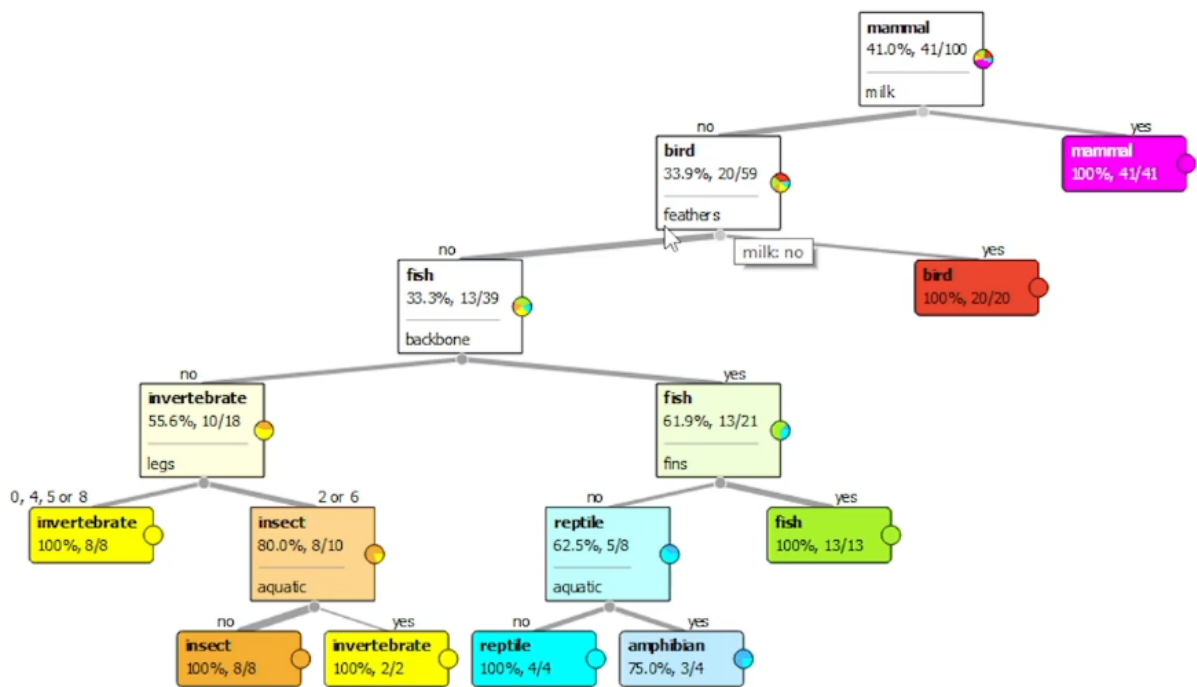 mammal
41.0%, 41/100
milk
no
yes
bird
33.9%, 20/59
feathers
mammal
100%, 41/41
milk: no
no
yes
fish
33.3%, 13/39
backbone
bird
100%, 20/20
no
yes
invertebrate
55.6%, 10/18
legs
fish
61.9%, 13/21
fins
0, 4, 5 or 8
2 or 6
no
yes
invertebrate
100%, 8/8
insect
80.0%, 8/10
aquatic
reptile
62.5%, 5/8
aquatic
fish
100%, 13/13
no
yes
no
yes
insect
100%, 8/8
invertebrate
100%, 2/2
reptile
100%, 4/4
amphibian
75.0%, 3/4